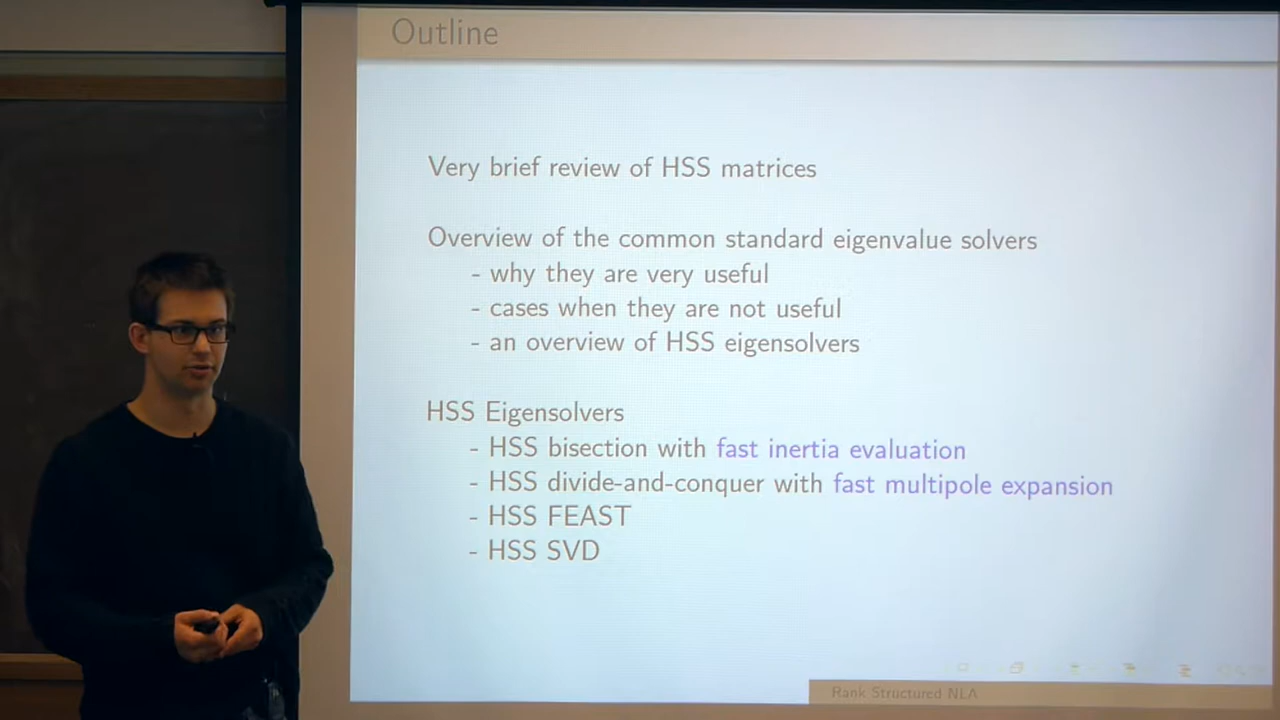 Outline
Very brief review of HSS matrices
Overview of the common standard eigenvalue solvers
- why they are very useful
- cases when they are not useful
- an overview of HSS eigensolvers
HSS Eigensolvers
- HSS bisection with fast inertia evaluation
- HSS divide-and-conquer with fast multipole expansion
- HSS FEAST
- HSS SVD
Rank Structured NLA